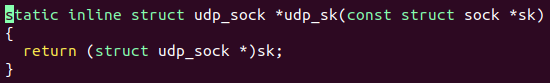 static inline struct udp_sock *udp_sk(const struct sock *sk)
{
  return (struct udp_sock *)sk;
}